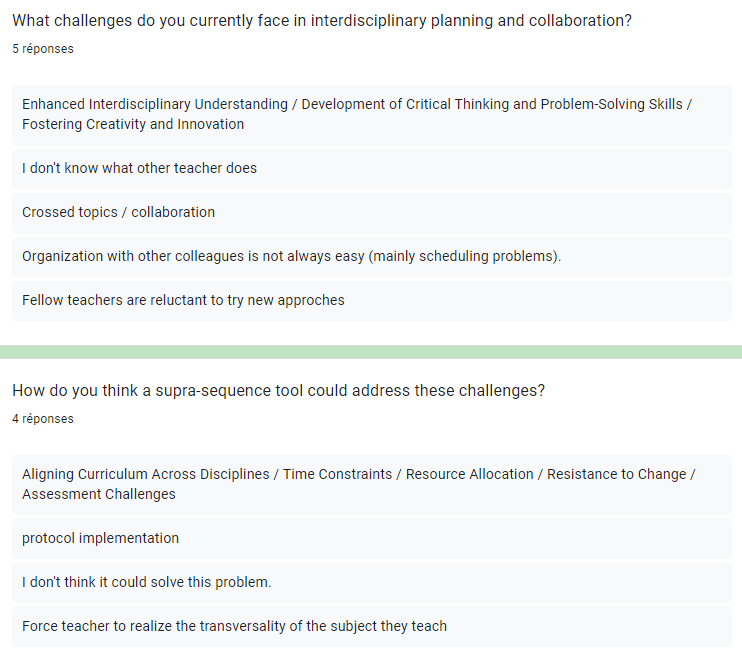 What challenges do you currently face in interdisciplinary planning and collaboration?
5 réponses
Enhanced Interdisciplinary Understanding / Development of Critical Thinking and Problem-Solving Skills /
Fostering Creativity and Innovation
I don't know what other teacher does
Crossed topics / collaboration
Organization with other colleagues is not always easy (mainly scheduling problems).
Fellow teachers are reluctant to try new approches
How do you think a supra-sequence tool could address these challenges?
4 réponses
Aligning Curriculum Across Disciplines / Time Constraints / Resource Allocation / Resistance to Change /
Assessment Challenges
protocol implementation
I don't think it could solve this problem.
Force teacher to realize the transversality of the subject they teach